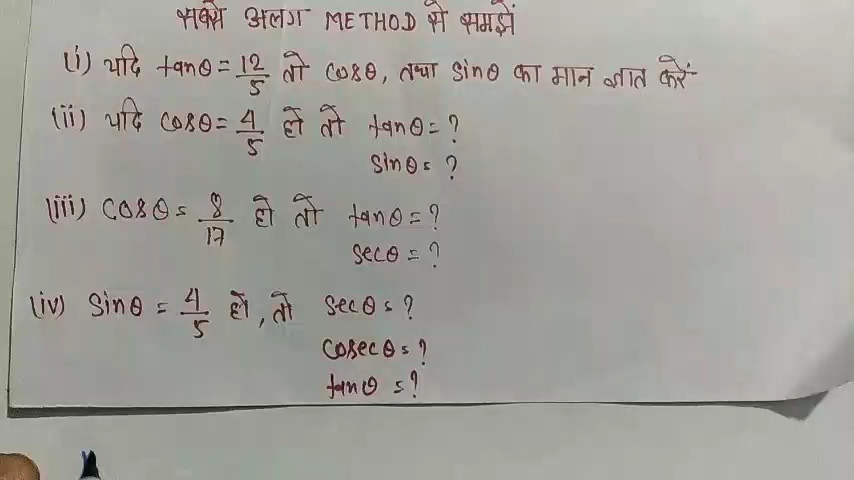 सबसे अलग METHOD से समझें
(i) यदि tanθ = 12/5 तो cosθ, तथा sinθ का मान ज्ञात करें
(ii) यदि cosθ = 4/5 हो तो tanθ = ?
sinθ = ?
(iii) cosθ = 8/17 हो तो tanθ = ?
secθ = ?
(iv) sinθ = 4/5 हो, तो secθ = ?
cosecθ = ?
tanθ = ?